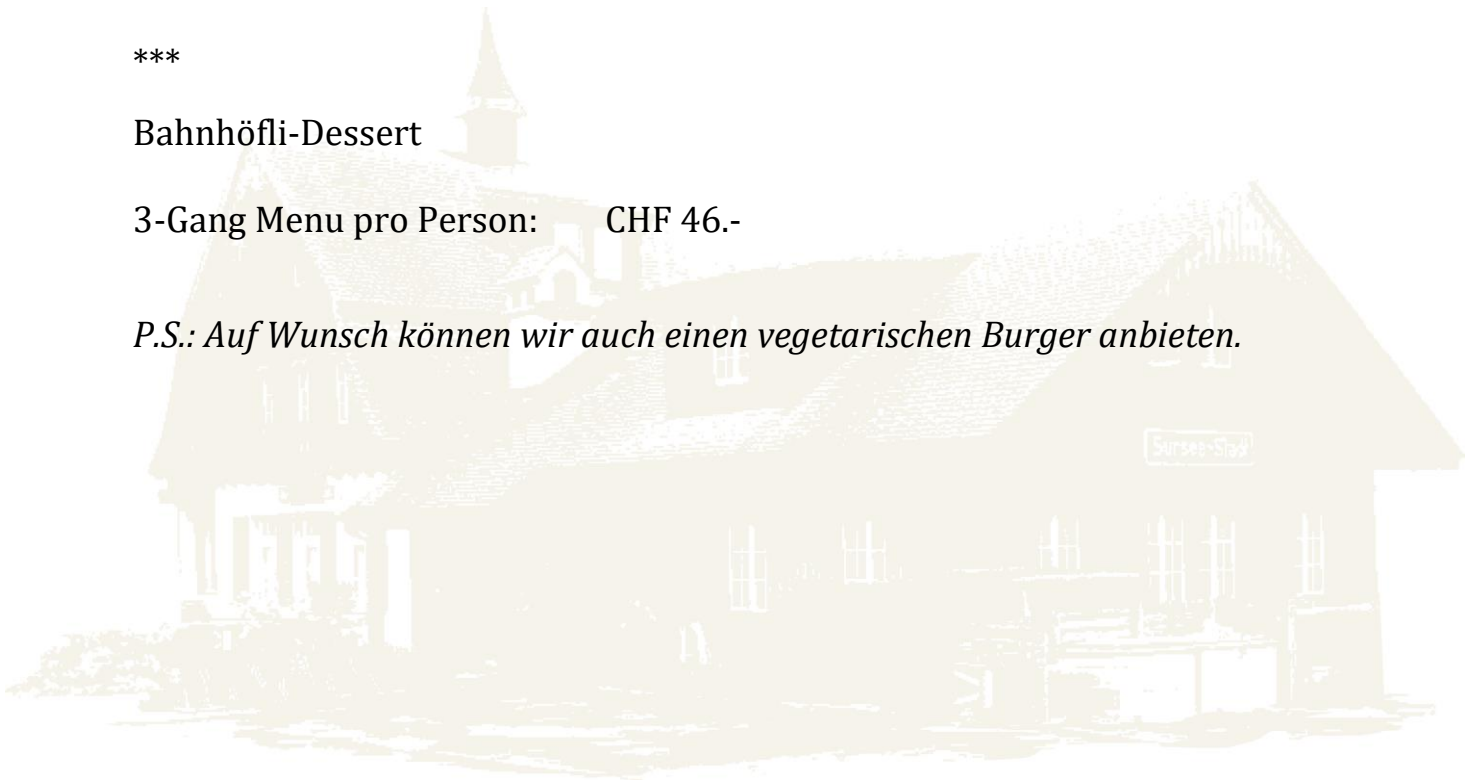 ***
Bahnhöfli-Dessert
3-Gang Menu pro Person: CHF 46.-
P.S.: Auf Wunsch können wir auch einen vegetarischen Burger anbieten.
Sursee-Stadt